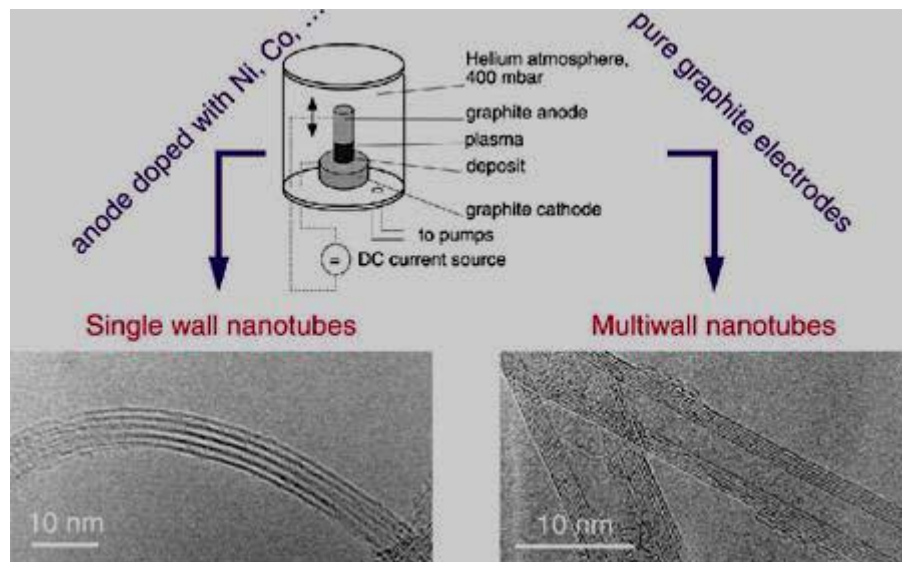 anode doped with Ni, Co, ...
Helium atmosphere,
400 mbar
graphite anode
plasma
deposit
graphite cathode
to pumps
=
DC current source
pure graphite electrodes
Single wall nanotubes
Multiwall nanotubes
10 nm
10 nm